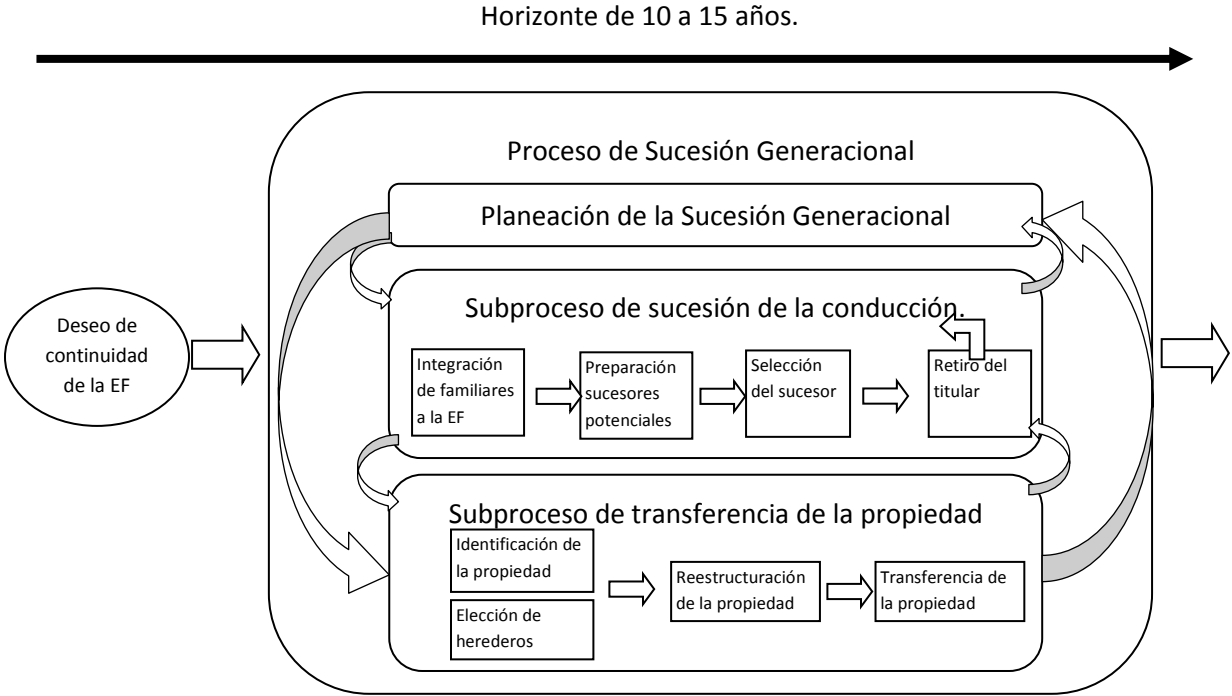 Horizonte de 10 a 15 años.
Proceso de Sucesión Generacional
Planeación de la Sucesión Generacional
Deseo de
continuidad
de la EF
Subproceso de sucesión de la conducción.
Integración
de familiares
a la EF
Preparación
sucesores
potenciales
Selección
del sucesor
Retiro del
titular
Subproceso de transferencia de la propiedad
Identificación de
la propiedad
Elección de
herederos
Reestructuración
de la propiedad
Transferencia de
la propiedad